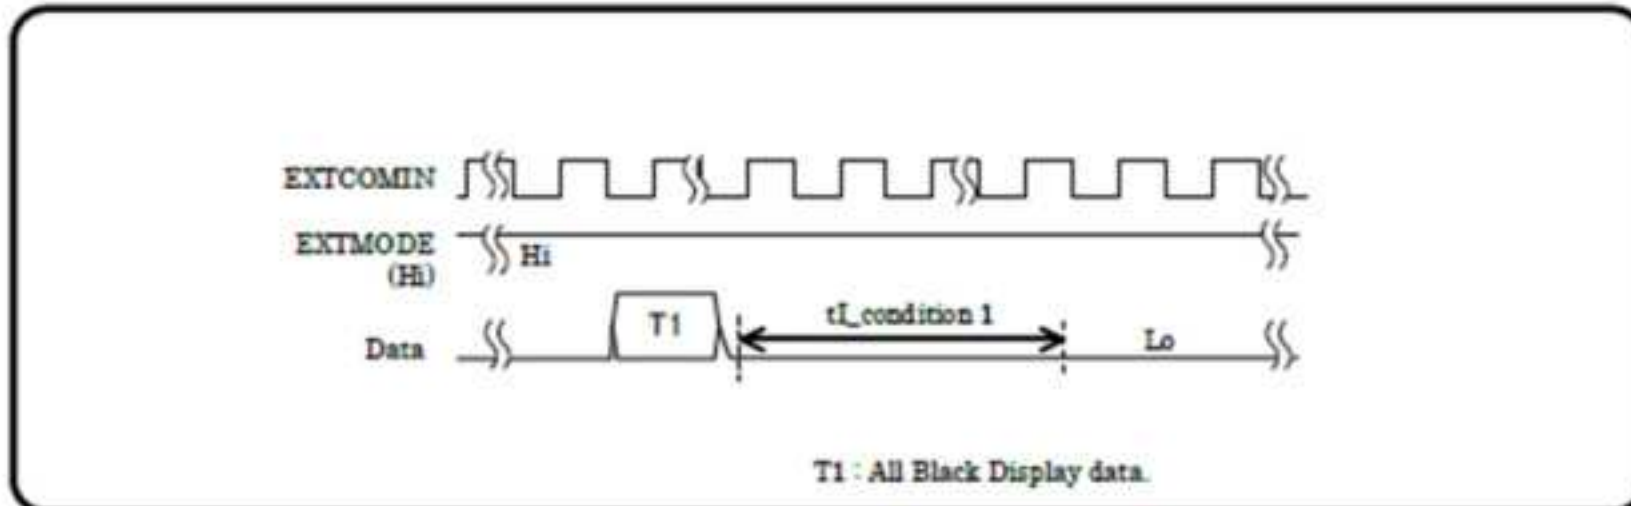 EXTCOMIN
EXTMODE
(Hi)
Hi
Data
T1
tI_condition 1
Lo
T1 : All Black Display data.